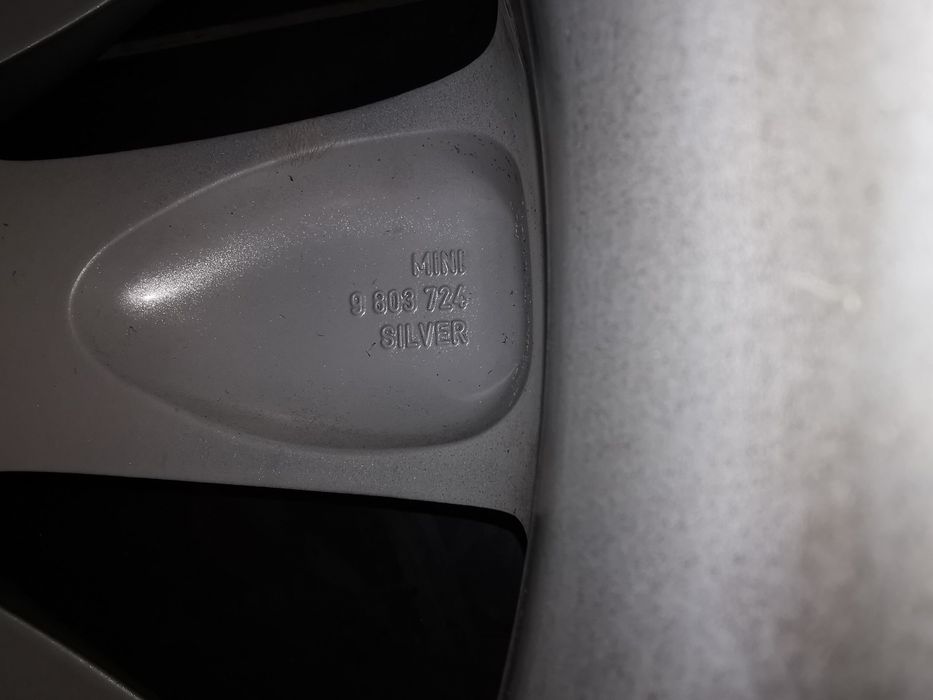 MINI
9 803 724
SILVER